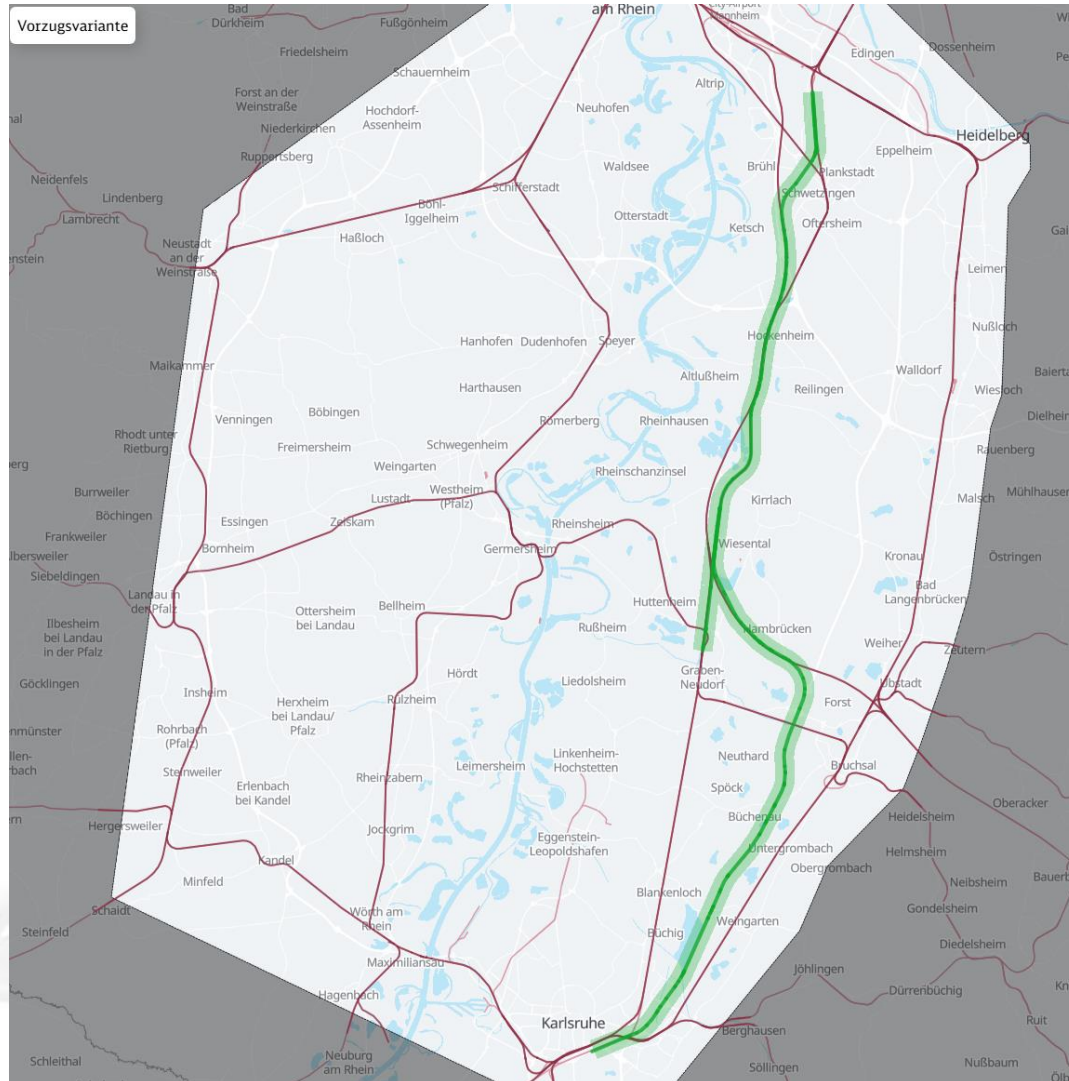 Vorzugsvariante
Bad
Dürkheim
Fußgönheim
am Rhein
City-Airport
Mannheim
Edingen
Dossenheim
Friedelsheim
Schauernheim
Altrip
Forst an der
Weinstraße
Hochdorf-
Assenheim
Neuhofen
Niederkirchen
Heidelberg
Ruppertsberg
Eppelheim
Neidenfels
Waldsee
Brühl
Plankstadt
Lindenberg
Schifferstadt
Schwetzingen
Lambrecht
Böhl-
Iggelheim
Otterstadt
Ketsch
Oftersheim
Haßloch
Neustadt
an der
Weinstraße
Leimen
Hanhofen
Dudenhofen
Speyer
Hockenheim
Nußloch
Maikammer
Harthausen
Altlußheim
Reilingen
Walldorf
Wiesloch
Böbingen
Venningen
Römerberg
Rheinhausen
Rhodt unter
Rietburg
Freimersheim
Schwegenheim
Rauenberg
Weingarten
Rheinschanzinsel
Burrweiler
Lustadt
Westheim
(Pfalz)
Kirrlach
Malsch
Mühlhausen
Böchingen
Essingen
Zeiskam
Rheinsheim
Frankweiler
Bornheim
Germersheim
Wiesental
Kronau
Östringen
Albersweiler
Siebeldingen
Landau in
der Pfalz
Ottersheim
bei Landau
Bellheim
Huttenheim
Bad
Langenbrücken
Ilbesheim
bei Landau
in der Pfalz
Rußheim
Hambrücken
Weiher
Zeutern
Göcklingen
Insheim
Hördt
Liedolsheim
Graben-
Neudorf
Ubstadt
Herxheim
bei Landau/
Pfalz
Rülzheim
Forst
Rohrbach
(Pfalz)
Linkenheim-
Hochstetten
Neuthard
Steinweiler
Rheinzabern
Leimersheim
Bruchsal
Erlenbach
bei Kandel
Spöck
Oberacker
Hergersweiler
Jockgrim
Büchenau
Heidelsheim
Eggenstein-
Leopoldshafen
Untergrombach
Helmsheim
Kandel
Obergrombach
Minfeld
Blankenloch
Neibsheim
Schaidt
Wörth am
Rhein
Weingarten
Gondelsheim
Steinfeld
Büchig
Diedelsheim
Maximiliansau
Jöhlingen
Hagenbach
Dürrenbüchig
Karlsruhe
Berghausen
Ruit
Schleithal
Neuburg
am Rhein
Söllingen
Nußbaum